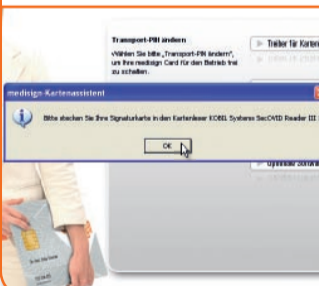 Transport-PIN ändern
Wählen Sie bitte „Transport-PIN ändern“,
um Ihre medisign Card für den Betrieb frei
zu schalten.
Treiber für Karten
medisign Kartenassistent
Bitte stecken Sie Ihre Signaturkarte in den Kartenleser KOBIL Systems SecOVID Reader III
OK